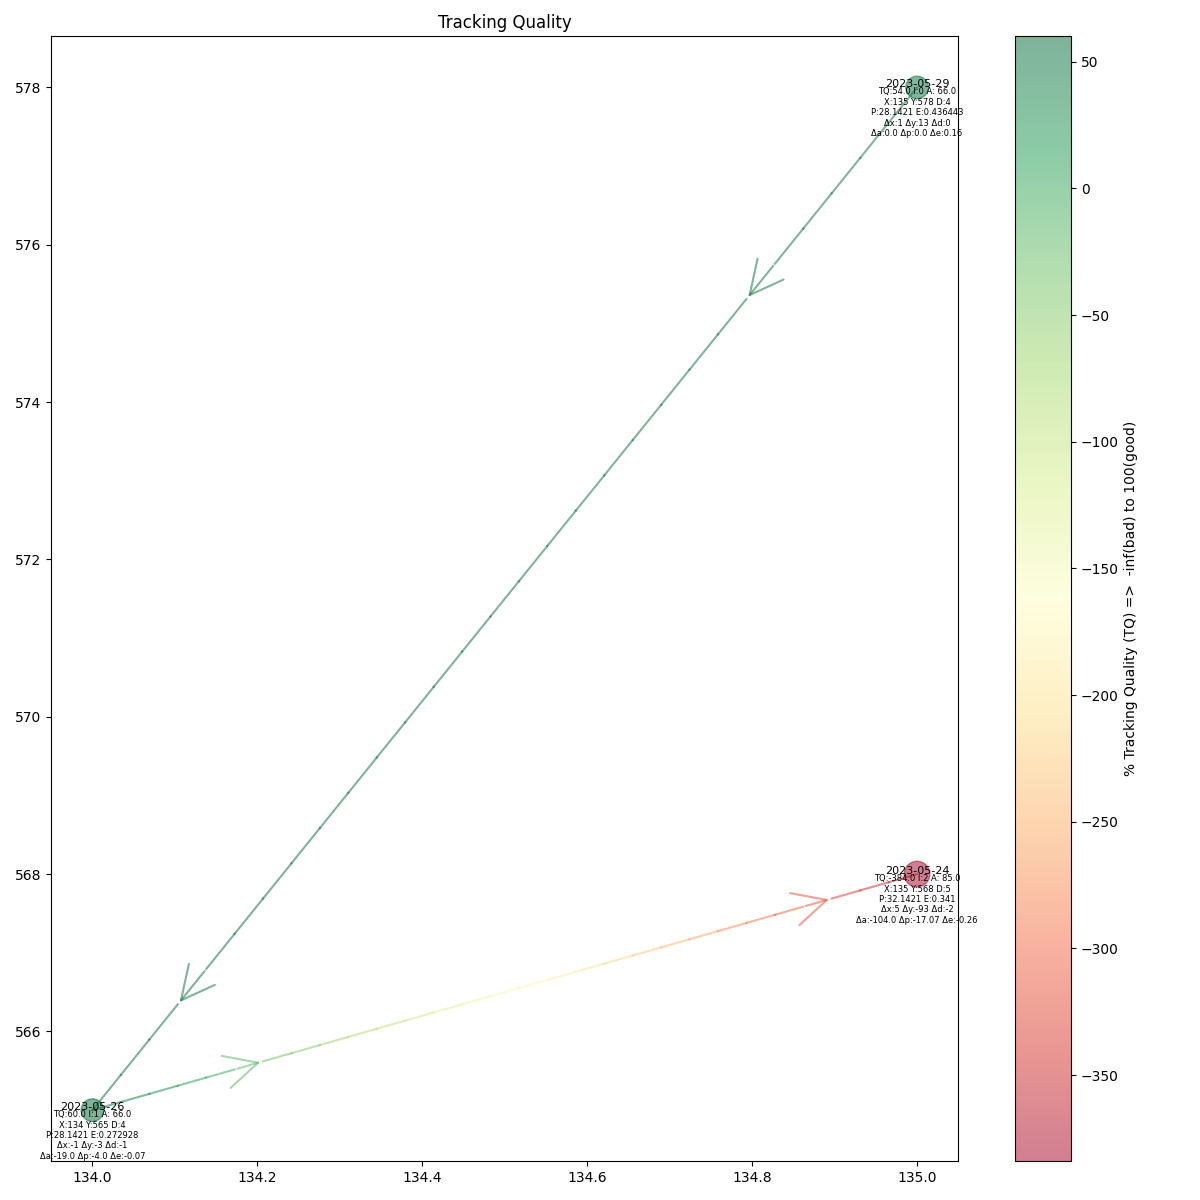 Tracking Quality
578
576
574
572
570
568
566
134.0
134.2
134.4
134.6
134.8
135.0
2023-05-29
TQ:54.0 I:0 A: 66.0
X:135 Y:578 D:4
P:28.1421 E:0.436443
Δx:1 Δy:13 Δd:0
Δa:0.0 Δp:0.0 Δe:0.16
2023-05-24
TQ:-384.0 I:2 A: 85.0
X:135 Y:568 D:5
P:32.1421 E:0.341
Δx:5 Δy:-93 Δd:-2
Δa:-104.0 Δp:-17.07 Δe:-0.26
2023-05-26
TQ:60.0 I:1 A: 66.0
X:134 Y:565 D:4
P:28.1421 E:0.272928
Δx:-1 Δy:-3 Δd:-1
Δa:-19.0 Δp:-4.0 Δe:-0.07
50
0
−50
−100
−150
−200
−250
−300
−350
% Tracking Quality (TQ) => -inf(bad) to 100(good)